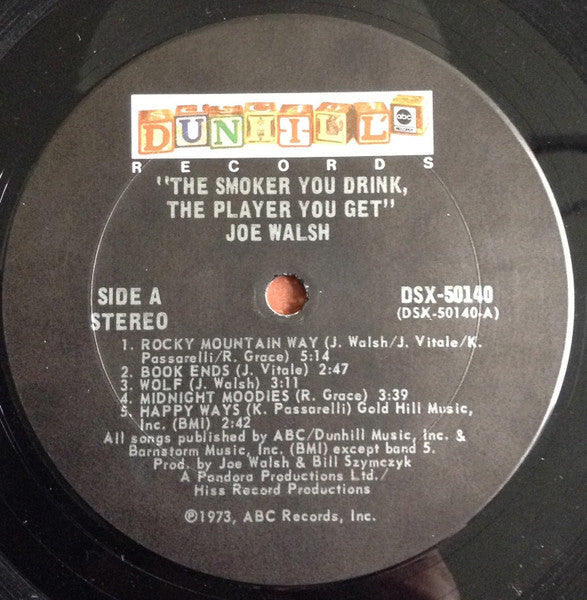 DUNHILL
abc
RECORDS
"THE SMOKER YOU DRINK,
THE PLAYER YOU GET"
JOE WALSH
SIDE A
STEREO
DSX-50140
(DSK-50140-A)
1. ROCKY MOUNTAIN WAY (J. Walsh/J. Vitale/K.
Passarelli/R. Grace) 5:14
2. BOOK ENDS (J. Vitale) 2:47
3. WOLF (J. Walsh) 3:11
4. MIDNIGHT MOODIES (R. Grace) 3:39
5. HAPPY WAYS (K. Passarelli) Gold Hill Music,
Inc. (BMI) 2:42
All songs published by ABC/Dunhill Music, Inc. &
Barnstorm Music, Inc. (BMI) except band 5.
Prod. by Joe Walsh & Bill Szymczyk
A Pandora Productions Ltd./
Hiss Record Productions
℗1973, ABC Records, Inc.